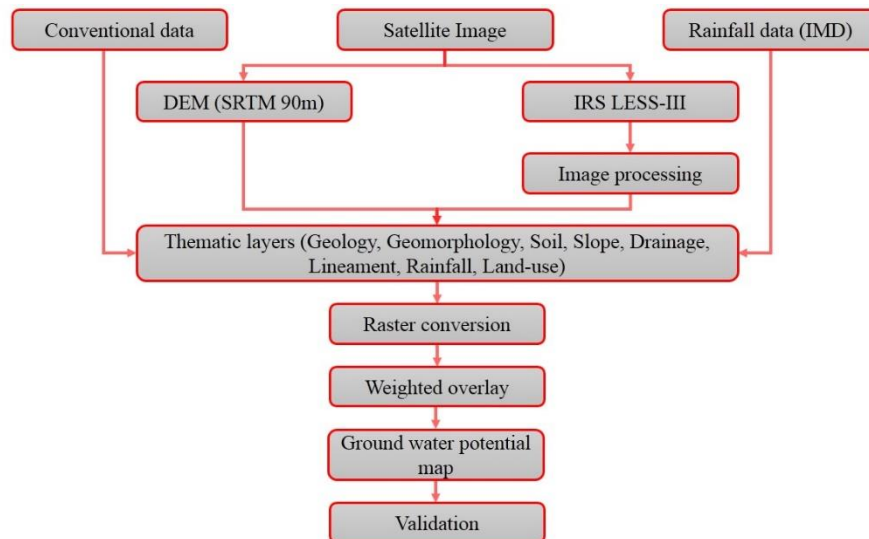 Conventional data
Satellite Image
Rainfall data (IMD)
DEM (SRTM 90m)
IRS LESS-III
Image processing
Thematic layers (Geology, Geomorphology, Soil, Slope, Drainage,
Lineament, Rainfall, Land-use)
Raster conversion
Weighted overlay
Ground water potential
map
Validation